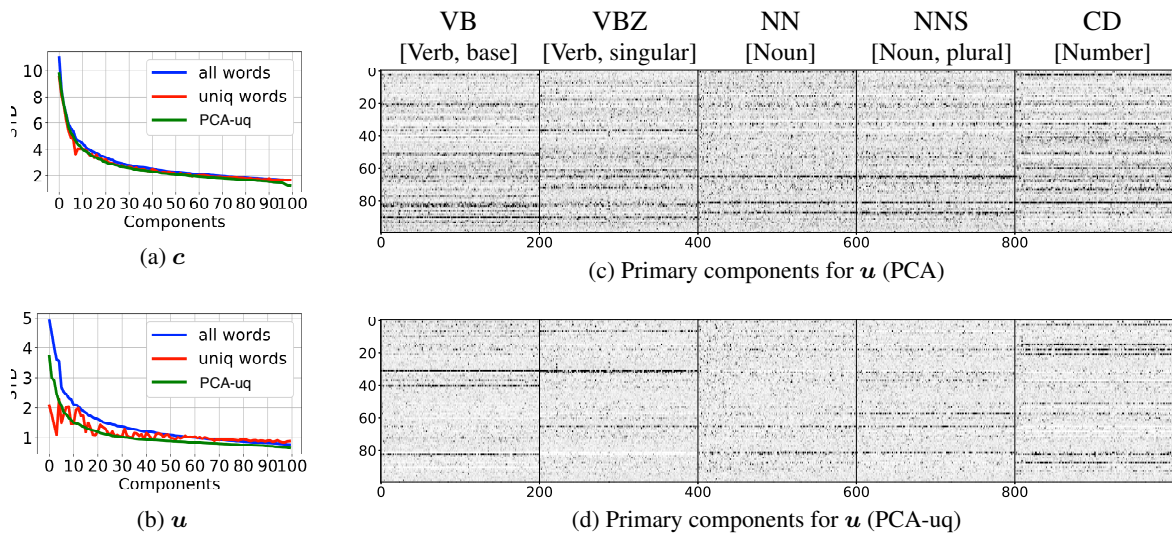 10
8
6
4
2
STD
all words
uniq words
PCA-uq
0 10 20 30 40 50 60 70 80 90 100
Components
(a) c
5
4
3
2
1
STD
all words
uniq words
PCA-uq
0 10 20 30 40 50 60 70 80 90 100
Components
(b) u
VB VBZ NN NNS CD
[Verb, base] [Verb, singular] [Noun] [Noun, plural] [Number]
0
20
40
60
80
0 200 400 600 800
(c) Primary components for u (PCA)
0
20
40
60
80
0 200 400 600 800
(d) Primary components for u (PCA-uq)